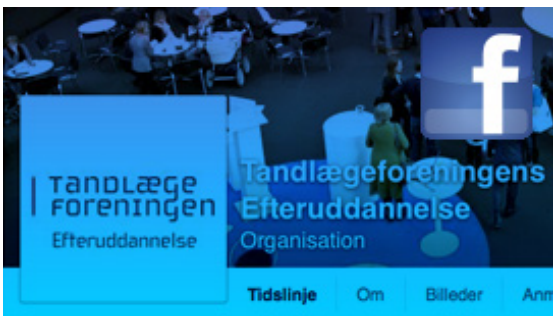 f
TANDLÆGE
FORENINGEN
Efteruddannelse
Tandlægeforeningens
Efteruddannelse
Organisation
Tidslinje Om Billeder